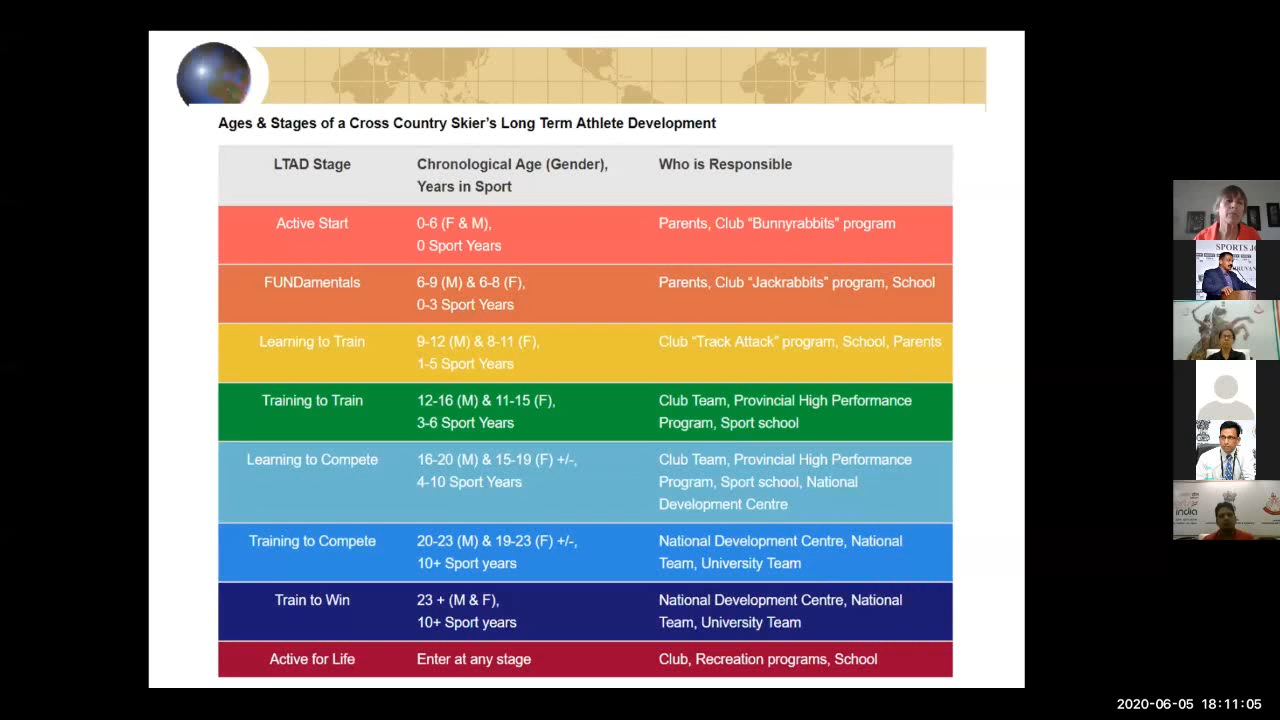 Ages & Stages of a Cross Country Skier's Long Term Athlete Development
LTAD Stage
Chronological Age (Gender),
Years in Sport
Who is Responsible
Active Start
0-6 (F & M),
0 Sport Years
Parents, Club “Bunnyrabbits” program
FUNDamentals
6-9 (M) & 6-8 (F),
0-3 Sport Years
Parents, Club “Jackrabbits” program, School
Learning to Train
9-12 (M) & 8-11 (F),
1-5 Sport Years
Club “Track Attack” program, School, Parents
Training to Train
12-16 (M) & 11-15 (F),
3-6 Sport Years
Club Team, Provincial High Performance
Program, Sport school
Learning to Compete
16-20 (M) & 15-19 (F) +/-,
4-10 Sport Years
Club Team, Provincial High Performance
Program, Sport school, National
Development Centre
Training to Compete
20-23 (M) & 19-23 (F) +/-,
10+ Sport years
National Development Centre, National
Team, University Team
Train to Win
23 + (M & F),
10+ Sport years
National Development Centre, National
Team, University Team
Active for Life
Enter at any stage
Club, Recreation programs, School
SPORTS
india
2020-06-05 18:11:05